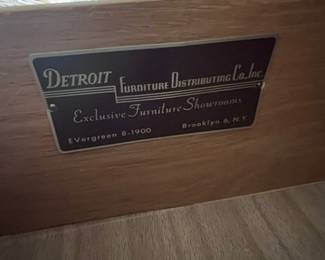 Detroit Furniture Distributing Co., Inc.
Exclusive Furniture Showrooms
EVergreen 8-1900 Brooklyn 6, N.Y.